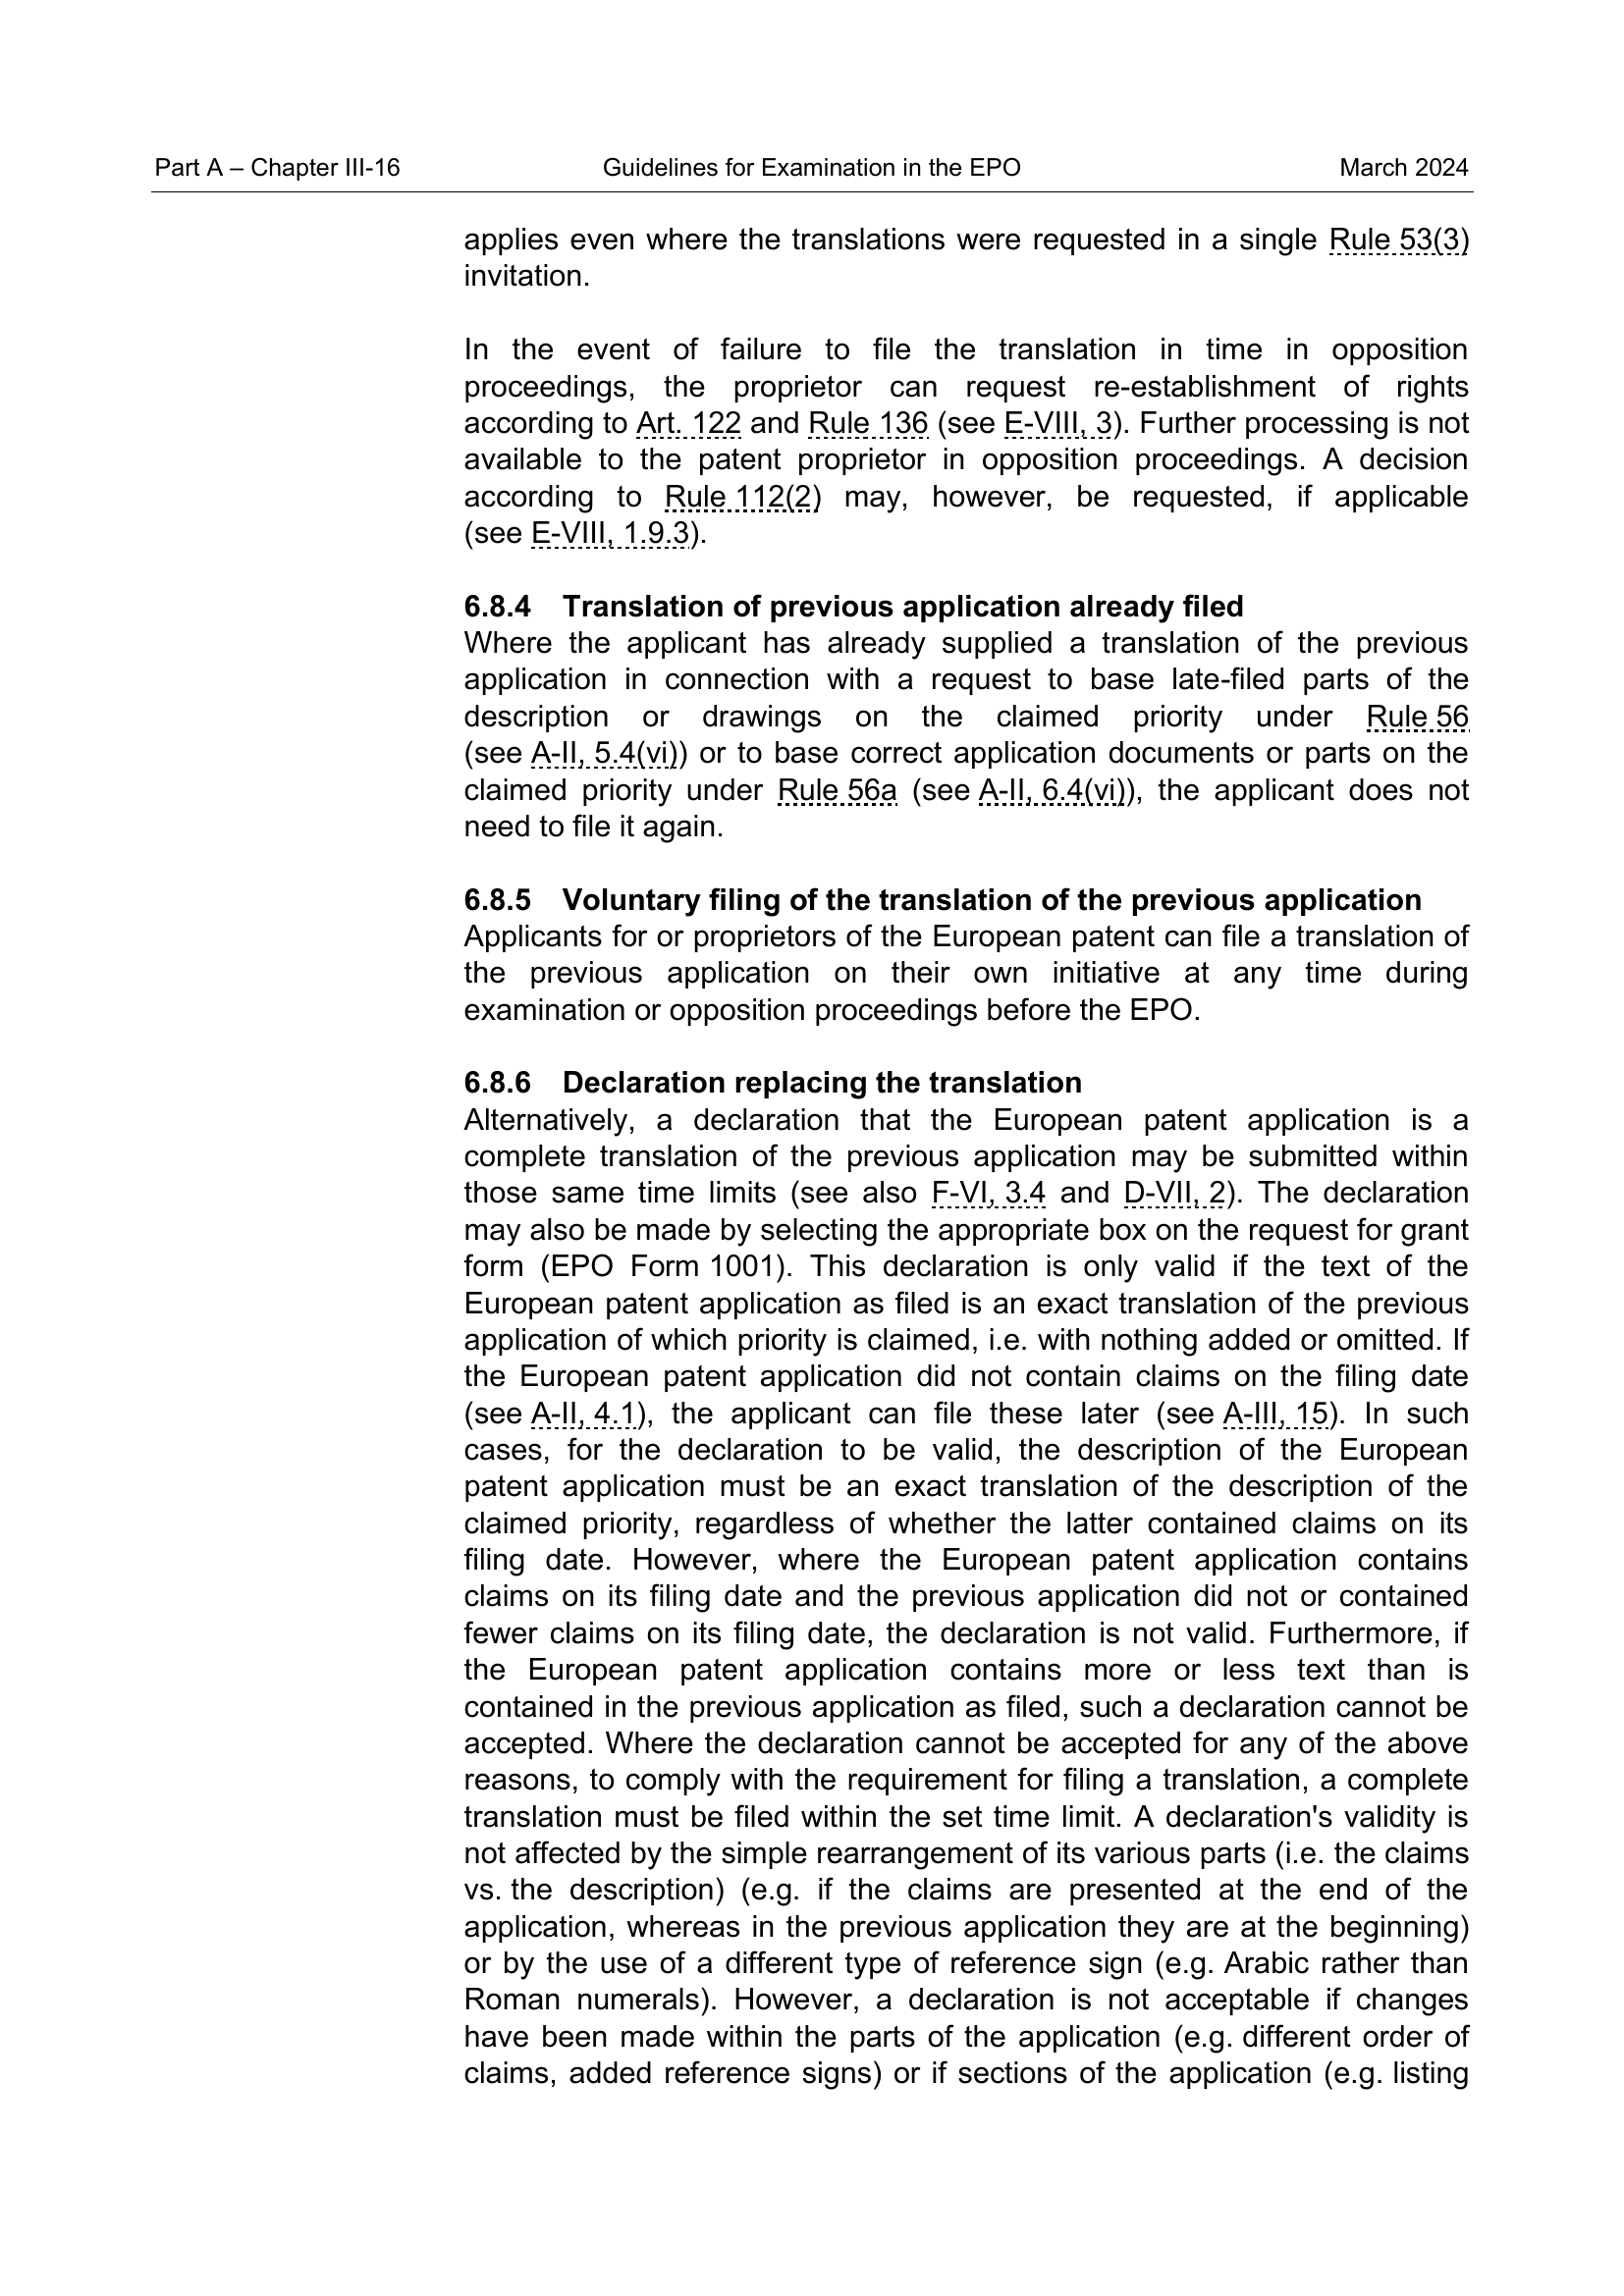 Part A – Chapter III-16 Guidelines for Examination in the EPO March 2024
applies even where the translations were requested in a single Rule 53(3)
invitation.
In the event of failure to file the translation in time in opposition
proceedings, the proprietor can request re-establishment of rights
according to Art. 122 and Rule 136 (see E-VIII, 3). Further processing is not
available to the patent proprietor in opposition proceedings. A decision
according to Rule 112(2) may, however, be requested, if applicable
(see E-VIII, 1.9.3).
6.8.4 Translation of previous application already filed
Where the applicant has already supplied a translation of the previous
application in connection with a request to base late-filed parts of the
description or drawings on the claimed priority under Rule 56
(see A-II, 5.4(vi)) or to base correct application documents or parts on the
claimed priority under Rule 56a (see A-II, 6.4(vi)), the applicant does not
need to file it again.
6.8.5 Voluntary filing of the translation of the previous application
Applicants for or proprietors of the European patent can file a translation of
the previous application on their own initiative at any time during
examination or opposition proceedings before the EPO.
6.8.6 Declaration replacing the translation
Alternatively, a declaration that the European patent application is a
complete translation of the previous application may be submitted within
those same time limits (see also F-VI, 3.4 and D-VII, 2). The declaration
may also be made by selecting the appropriate box on the request for grant
form (EPO Form 1001). This declaration is only valid if the text of the
European patent application as filed is an exact translation of the previous
application of which priority is claimed, i.e. with nothing added or omitted. If
the European patent application did not contain claims on the filing date
(see A-II, 4.1), the applicant can file these later (see A-III, 15). In such
cases, for the declaration to be valid, the description of the European
patent application must be an exact translation of the description of the
claimed priority, regardless of whether the latter contained claims on its
filing date. However, where the European patent application contains
claims on its filing date and the previous application did not or contained
fewer claims on its filing date, the declaration is not valid. Furthermore, if
the European patent application contains more or less text than is
contained in the previous application as filed, such a declaration cannot be
accepted. Where the declaration cannot be accepted for any of the above
reasons, to comply with the requirement for filing a translation, a complete
translation must be filed within the set time limit. A declaration's validity is
not affected by the simple rearrangement of its various parts (i.e. the claims
vs. the description) (e.g. if the claims are presented at the end of the
application, whereas in the previous application they are at the beginning)
or by the use of a different type of reference sign (e.g. Arabic rather than
Roman numerals). However, a declaration is not acceptable if changes
have been made within the parts of the application (e.g. different order of
claims, added reference signs) or if sections of the application (e.g. listing